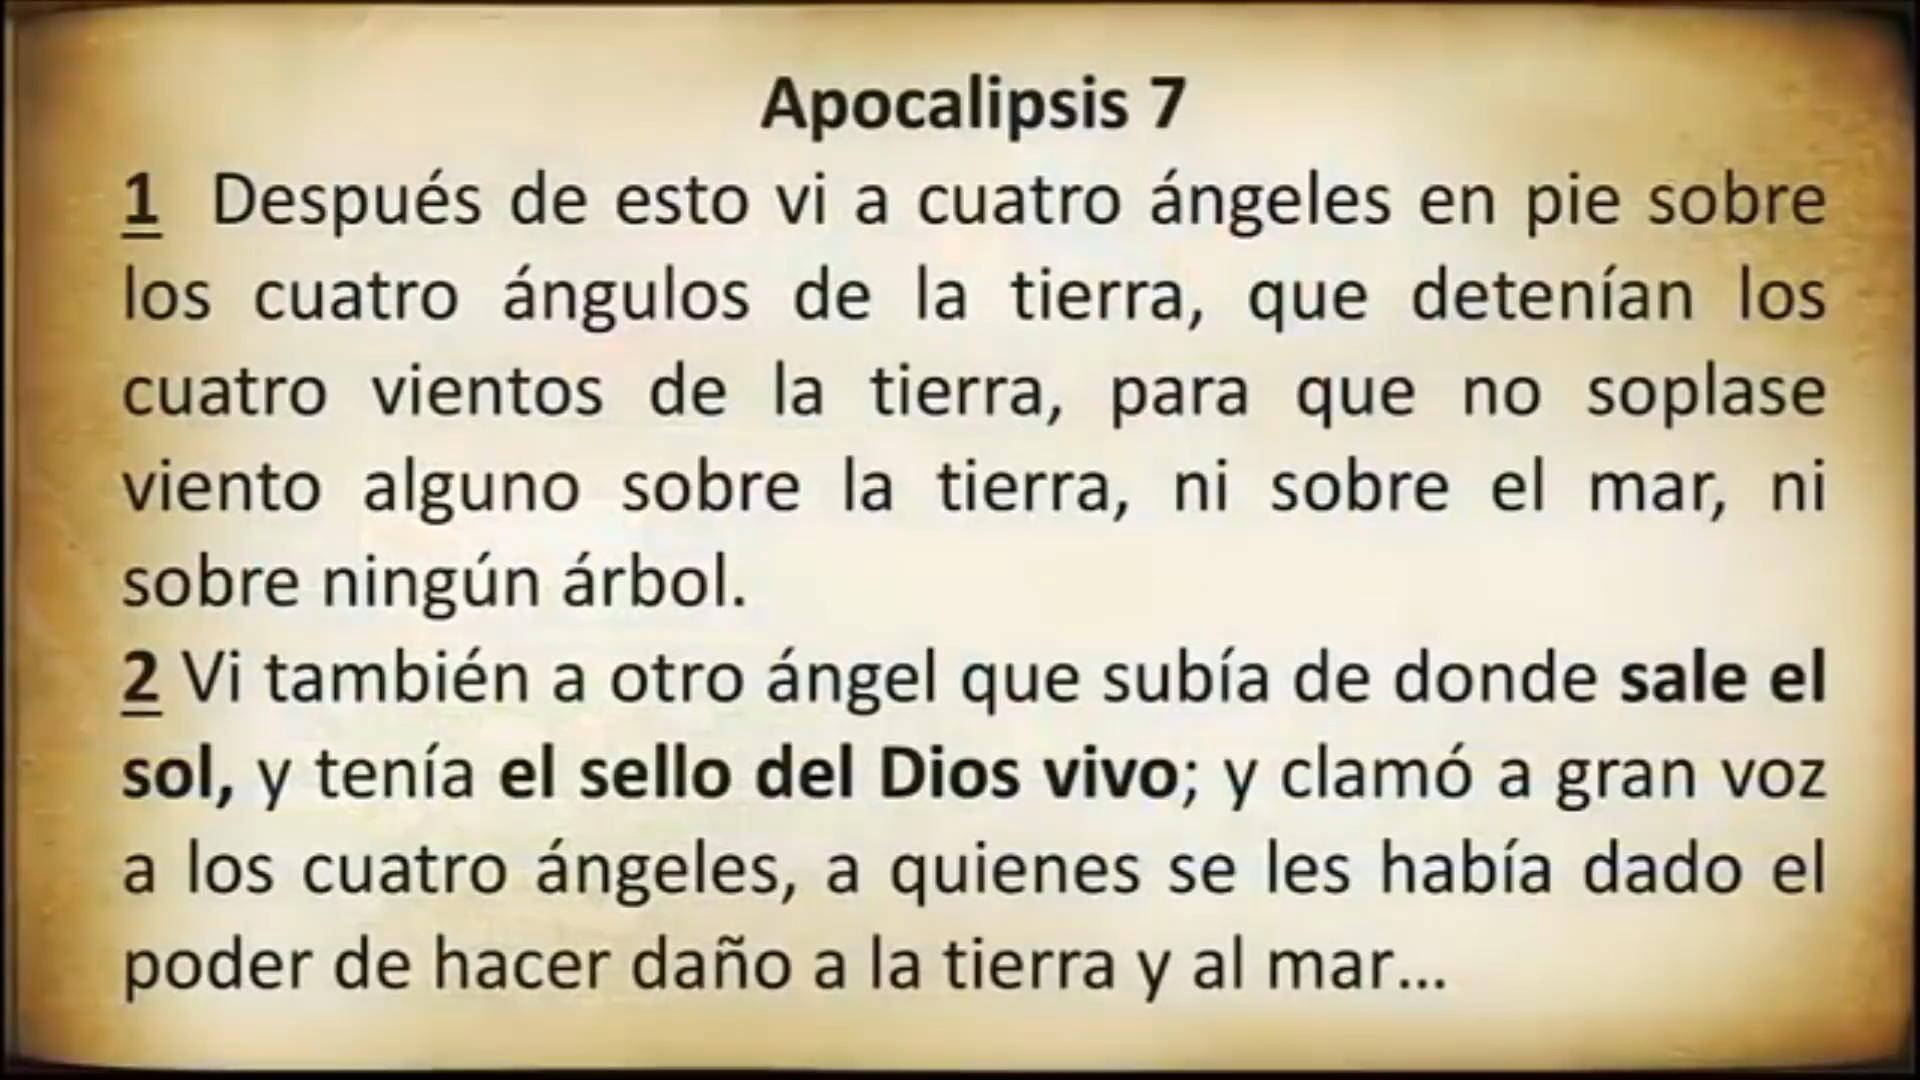 Apocalipsis 7
1 Después de esto vi a cuatro ángeles en pie sobre
los cuatro ángulos de la tierra, que detenían los
cuatro vientos de la tierra, para que no soplase
viento alguno sobre la tierra, ni sobre el mar, ni
sobre ningún árbol.
2 Vi también a otro ángel que subía de donde sale el
sol, y tenía el sello del Dios vivo; y clamó a gran voz
a los cuatro ángeles, a quienes se les había dado el
poder de hacer daño a la tierra y al mar...